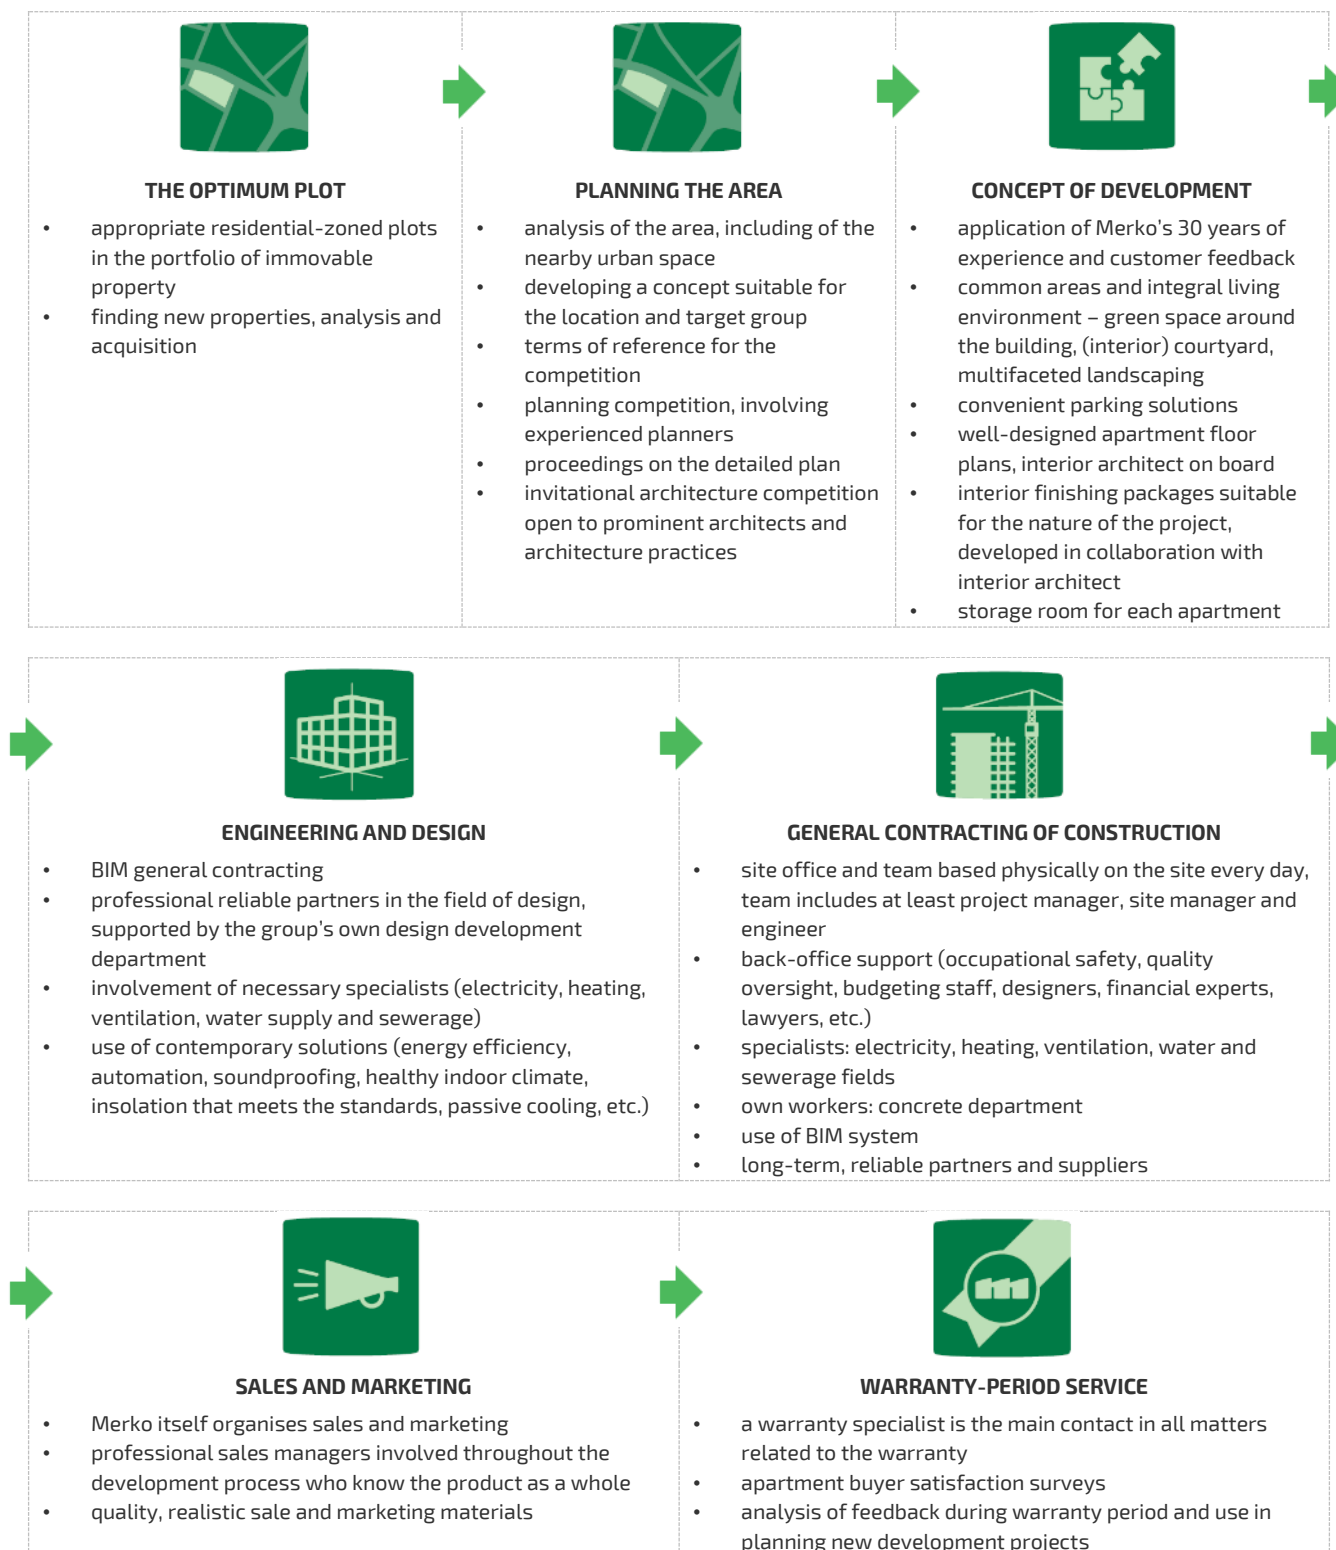 THE OPTIMUM PLOT
• appropriate residential-zoned plots
in the portfolio of immovable
property
• finding new properties, analysis and
acquisition
PLANNING THE AREA
• analysis of the area, including of the
nearby urban space
• developing a concept suitable for
the location and target group
• terms of reference for the
competition
• planning competition, involving
experienced planners
• proceedings on the detailed plan
• invitational architecture competition
open to prominent architects and
architecture practices
CONCEPT OF DEVELOPMENT
• application of Merko's 30 years of
experience and customer feedback
• common areas and integral living
environment – green space around
the building, (interior) courtyard,
multifaceted landscaping
• convenient parking solutions
• well-designed apartment floor
plans, interior architect on board
• interior finishing packages suitable
for the nature of the project,
developed in collaboration with
interior architect
• storage room for each apartment
ENGINEERING AND DESIGN
• BIM general contracting
• professional reliable partners in the field of design,
supported by the group's own design development
department
• involvement of necessary specialists (electricity, heating,
ventilation, water supply and sewerage)
• use of contemporary solutions (energy efficiency,
automation, soundproofing, healthy indoor climate,
insolation that meets the standards, passive cooling, etc.)
GENERAL CONTRACTING OF CONSTRUCTION
• site office and team based physically on the site every day,
team includes at least project manager, site manager and
engineer
• back-office support (occupational safety, quality
oversight, budgeting staff, designers, financial experts,
lawyers, etc.)
• specialists: electricity, heating, ventilation, water and
sewerage fields
• own workers: concrete department
• use of BIM system
• long-term, reliable partners and suppliers
SALES AND MARKETING
• Merko itself organises sales and marketing
• professional sales managers involved throughout the
development process who know the product as a whole
• quality, realistic sale and marketing materials
WARRANTY-PERIOD SERVICE
• a warranty specialist is the main contact in all matters
related to the warranty
• apartment buyer satisfaction surveys
• analysis of feedback during warranty period and use in
planning new development projects